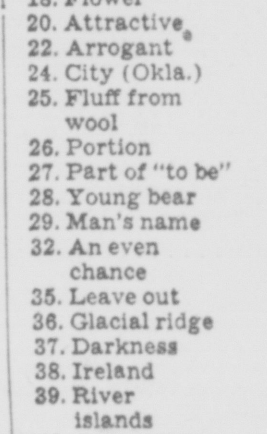 18. Flower
20. Attractive
22. Arrogant
24. City (Okla.)
25. Fluff from
wool
26. Portion
27. Part of "to be"
28. Young bear
29. Man's name
32. An even
chance
35. Leave out
36. Glacial ridge
37. Darkness
38. Ireland
39. River
islands